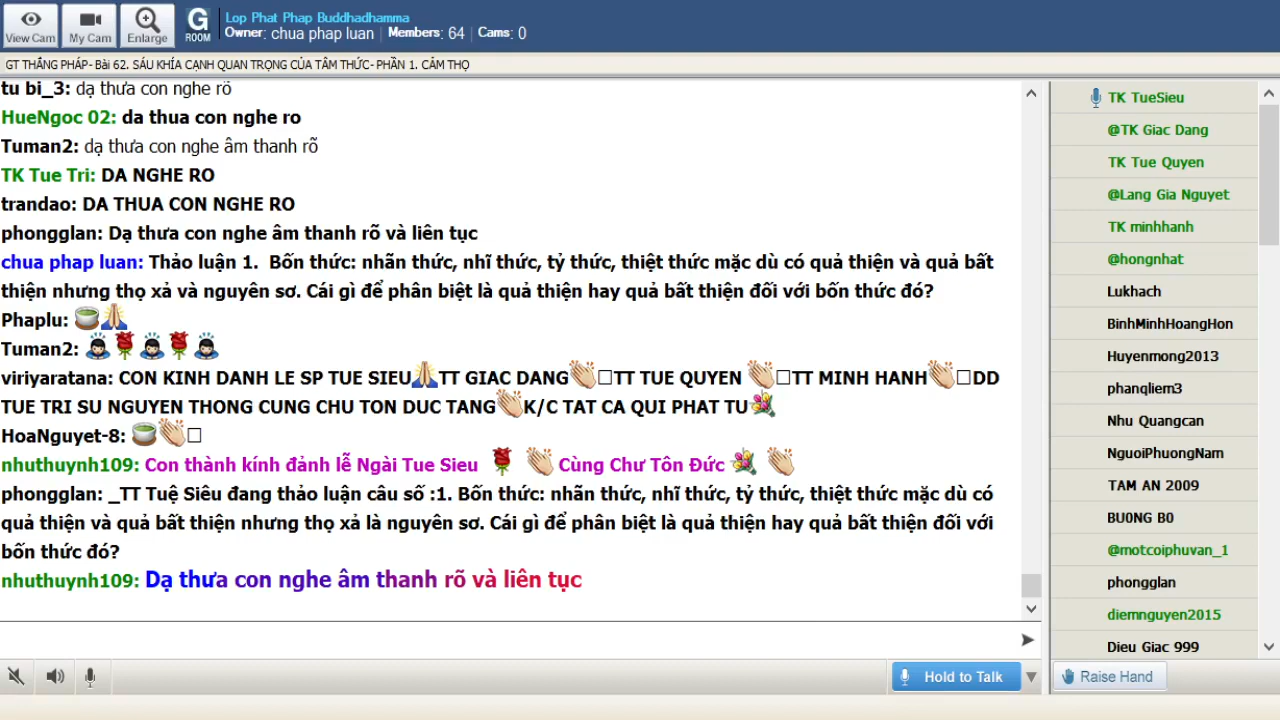 View Cam
My Cam
Enlarge
G
ROOM
Lop Phat Phap Buddhadhamma
Owner: chua phap luan | Members: 64 | Cams: 0
GT THẮNG PHÁP- Bài 62. SÁU KHÍA CẠNH QUAN TRỌNG CỦA TÂM THỨC- PHẦN 1. CẢM THỌ
tu bi_3: dạ thưa con nghe rõ
HueNgoc 02: da thua con nghe ro
Tuman2: dạ thưa con nghe âm thanh rõ
TK Tue Tri: DA NGHE RO
trandao: DA THUA CON NGHE RO
phongglan: Dạ thưa con nghe âm thanh rõ và liên tục
chua phap luan: Thảo luận 1. Bốn thức: nhãn thức, nhĩ thức, tỷ thức, thiệt thức mặc dù có quả thiện và quả bất
thiện nhưng thọ xả và nguyên sơ. Cái gì để phân biệt là quả thiện hay quả bất thiện đối với bốn thức đó?
Phaplu: 🍵🙏
Tuman2: 🙇🌹🙇🌹🙇
viriyaratana: CON KINH DANH LE SP TUE SIEU🙏TT GIAC DANG👏□TT TUE QUYEN 👏□TT MINH HANH👏□DD
TUE TRI SU NGUYEN THONG CUNG CHU TON DUC TANG👏K/C TAT CA QUI PHAT TU💐
HoaNguyet-8: 🍵👏□
nhuthuynh109: Con thành kính đảnh lễ Ngài Tue Sieu 🌹 👏 Cùng Chư Tôn Đức 💐 👏
phongglan: _TT Tuệ Siêu đang thảo luận câu số :1. Bốn thức: nhãn thức, nhĩ thức, tỷ thức, thiệt thức mặc dù có
quả thiện và quả bất thiện nhưng thọ xả là nguyên sơ. Cái gì để phân biệt là quả thiện hay quả bất thiện đối với
bốn thức đó?
nhuthuynh109: Dạ thưa con nghe âm thanh rõ và liên tục
Hold to Talk
TK TueSieu
@TK Giac Dang
TK Tue Quyen
@Lang Gia Nguyet
TK minhhanh
@hongnhat
Lukhach
BinhMinhHoangHon
Huyenmong2013
phanqliem3
Nhu Quangcan
NguoiPhuongNam
TAM AN 2009
BU0NG B0
@motcoiphuvan_1
phongglan
diemnguyen2015
Dieu Giac 999
Raise Hand